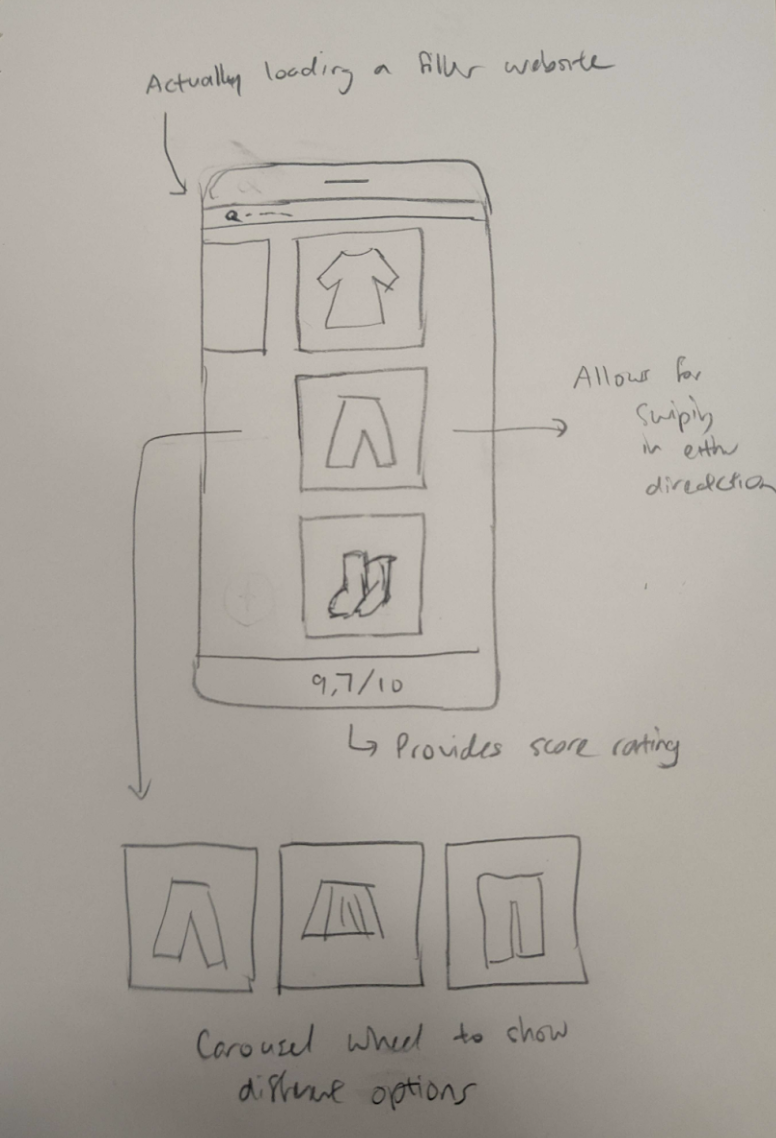 Actually loading a filler website
Allows for
swiping
in either
direction
9,7/10
↳ Provides score rating
Carousel wheel to show
options